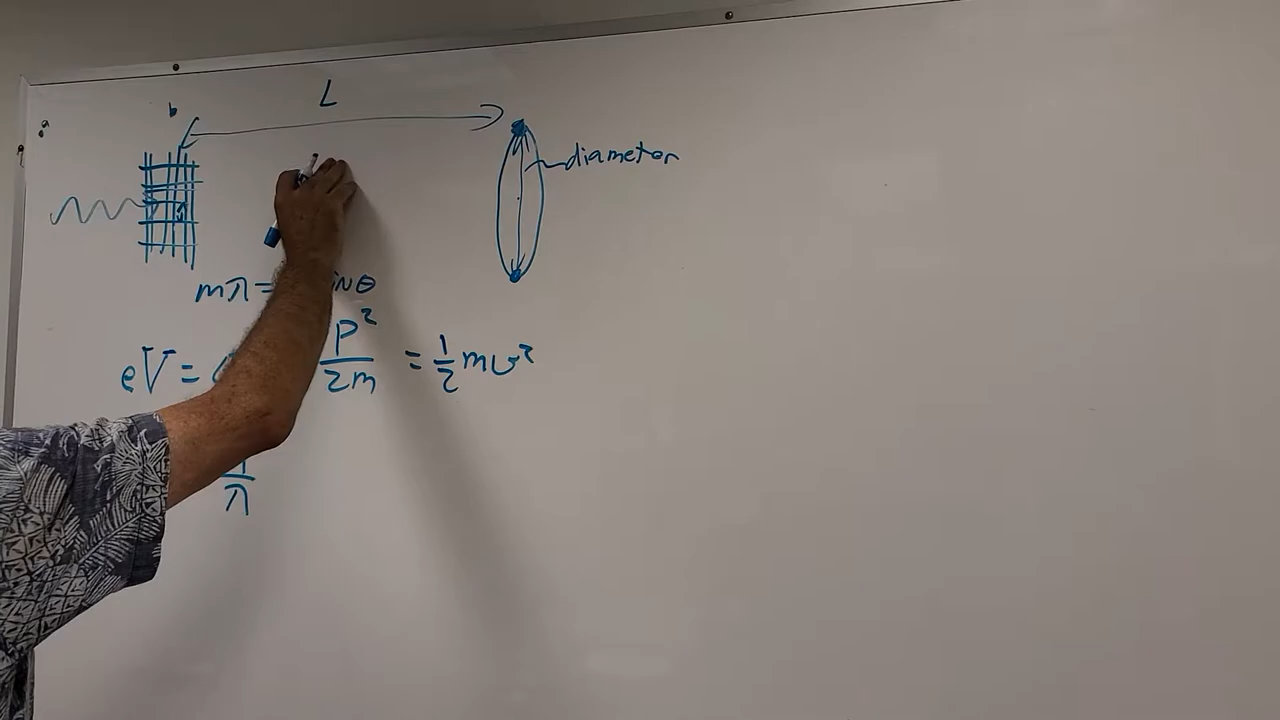 L
b
diameter
mλ = sinθ
eV = P²/2m = ½mv²
λ